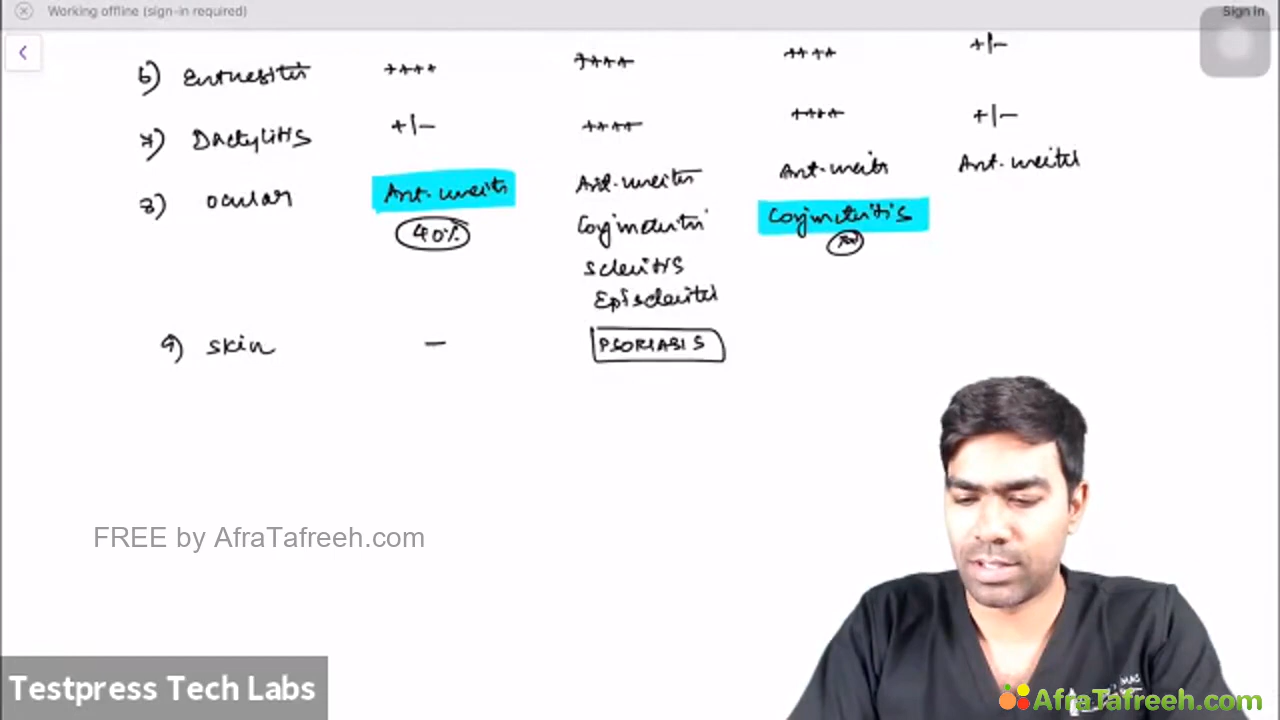 Working offline (sign-in required) Sign in
6) Enthesitis ++++ ++++ ++++ +/-
7) Dactylitis +/- ++++ ++++ +/-
8) ocular Ant. uveitis Ant. uveitis Ant. uveitis Ant. uveitis
40% Conjunctivitis Conjunctivitis
Scleritis
Episcleritis
9) skin - PSORIASIS
FREE by AfraTafreeh.com
Testpress Tech Labs
MAS
AfraTafreeh.com